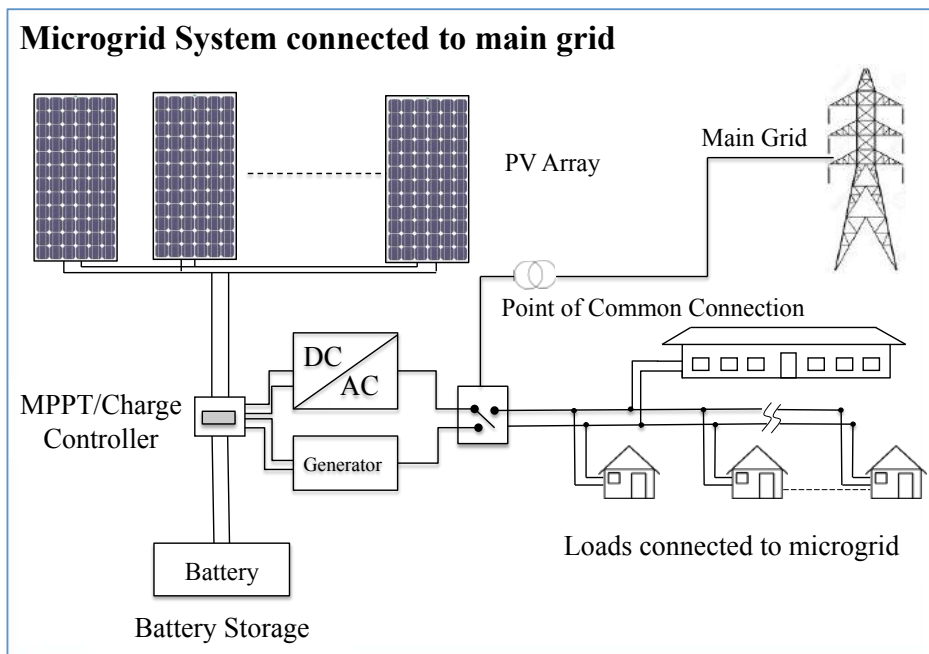 Microgrid System connected to main grid
Main Grid
PV Array
Point of Common Connection
DC
AC
MPPT/Charge
Controller
Generator
Loads connected to microgrid
Battery
Battery Storage